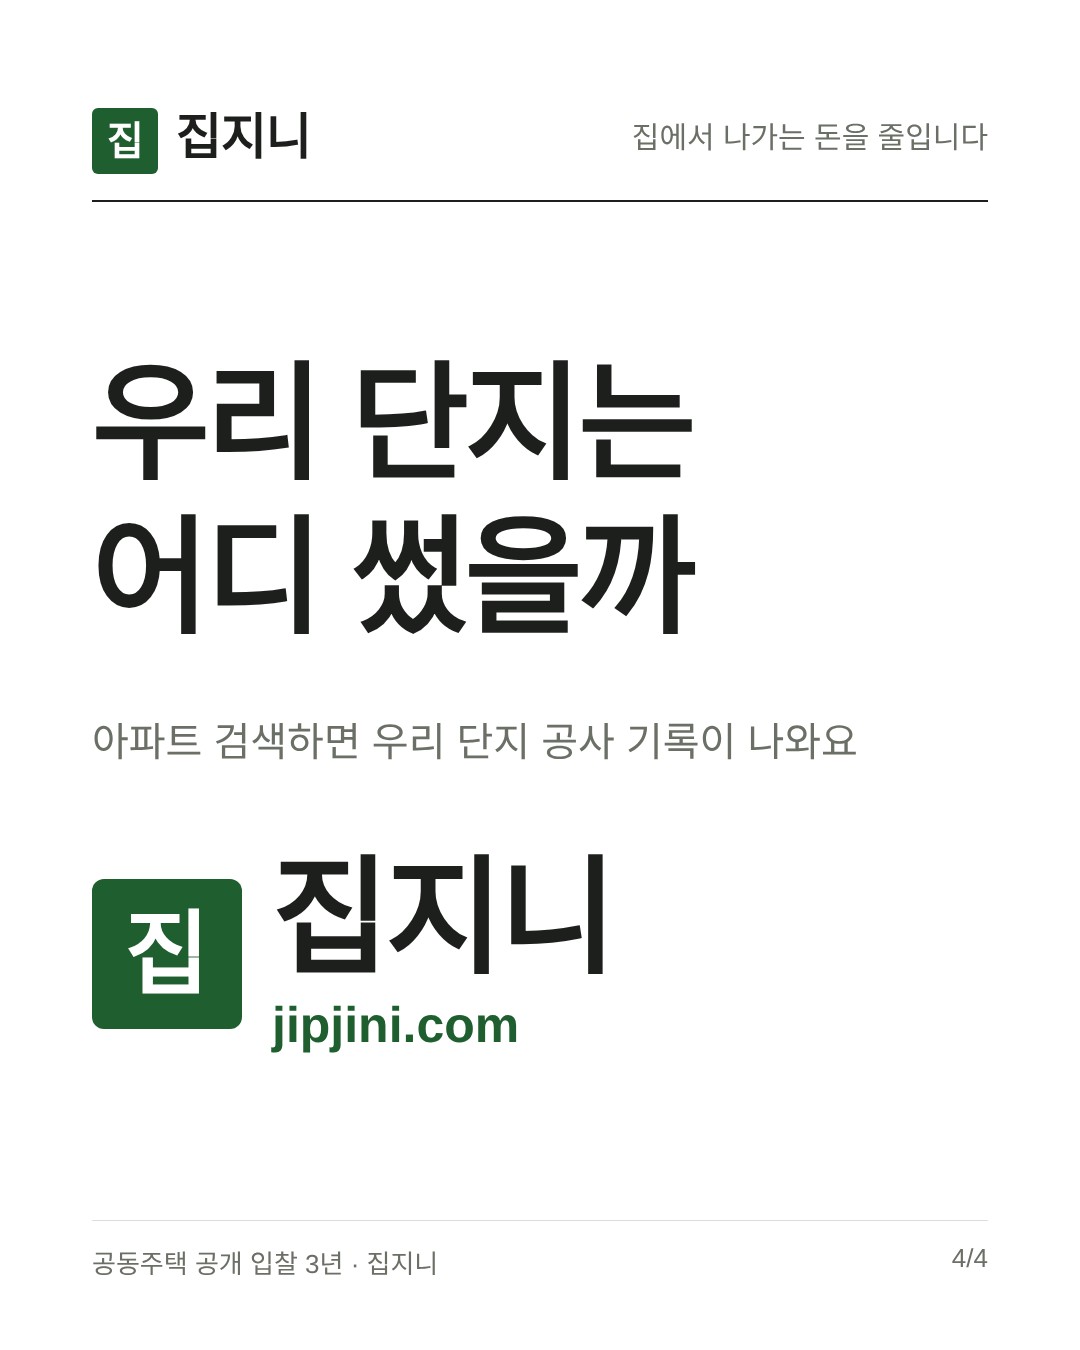 집 집지니
집에서 나가는 돈을 줄입니다
우리 단지는
어디 썼을까
아파트 검색하면 우리 단지 공사 기록이 나와요
집 집지니
jipjini.com
공동주택 공개 입찰 3년 · 집지니
4/4